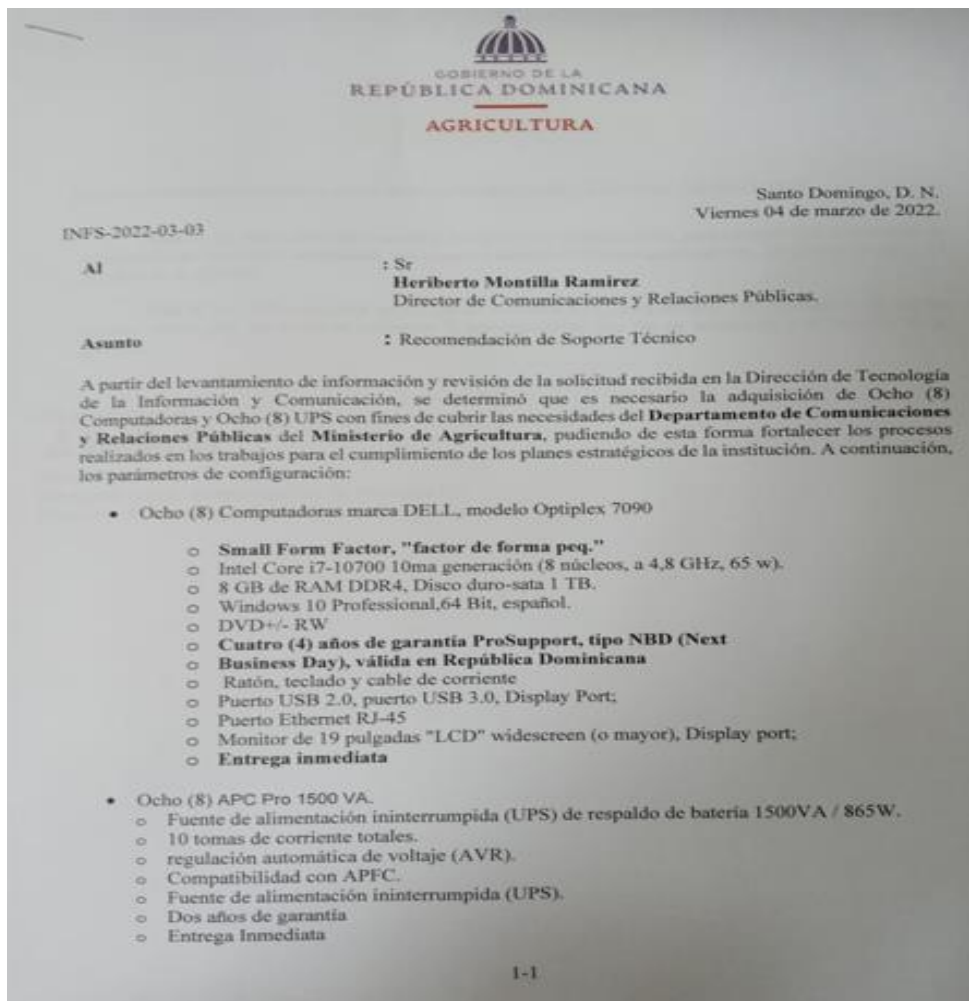 GOBIERNO DE LA
REPÚBLICA DOMINICANA
AGRICULTURA
Santo Domingo, D. N.
Viernes 04 de marzo de 2022.
INFS-2022-03-03
Al : Sr
Heriberto Montilla Ramirez
Director de Comunicaciones y Relaciones Públicas.
Asunto : Recomendación de Soporte Técnico
A partir del levantamiento de información y revisión de la solicitud recibida en la Dirección de Tecnología
de la Información y Comunicación, se determinó que es necesario la adquisición de Ocho (8)
Computadoras y Ocho (8) UPS con fines de cubrir las necesidades del Departamento de Comunicaciones
y Relaciones Públicas del Ministerio de Agricultura, pudiendo de esta forma fortalecer los procesos
realizados en los trabajos para el cumplimiento de los planes estratégicos de la institución. A continuación,
los parámetros de configuración:
• Ocho (8) Computadoras marca DELL, modelo Optiplex 7090
o Small Form Factor, "factor de forma peq."
o Intel Core i7-10700 10ma generación (8 núcleos, a 4,8 GHz, 65 w).
o 8 GB de RAM DDR4, Disco duro-sata 1 TB.
o Windows 10 Professional,64 Bit, español.
o DVD+/- RW
o Cuatro (4) años de garantía ProSupport, tipo NBD (Next
o Business Day), válida en República Dominicana
o Ratón, teclado y cable de corriente
o Puerto USB 2.0, puerto USB 3.0, Display Port;
o Puerto Ethernet RJ-45
o Monitor de 19 pulgadas "LCD" widescreen (o mayor), Display port;
o Entrega inmediata
• Ocho (8) APC Pro 1500 VA.
o Fuente de alimentación ininterrumpida (UPS) de respaldo de batería 1500VA / 865W.
o 10 tomas de corriente totales.
o regulación automática de voltaje (AVR).
o Compatibilidad con APFC.
o Fuente de alimentación ininterrumpida (UPS).
o Dos años de garantía
o Entrega Inmediata
1-1